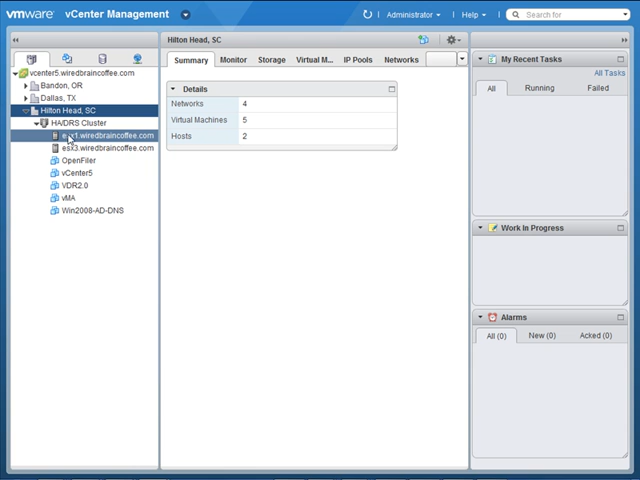 vmware vCenter Management
Administrator
Help
Search for
vcenter5.wiredbraincoffee.com
Bandon, OR
Dallas, TX
Hilton Head, SC
HA/DRS Cluster
esx1.wiredbraincoffee.com
esx3.wiredbraincoffee.com
OpenFiler
vCenter5
VDR2.0
vMA
Win2008-AD-DNS
Hilton Head, SC
Summary Monitor Storage Virtual M... IP Pools Networks
Details
Networks 4
Virtual Machines 5
Hosts 2
My Recent Tasks
All Tasks
All Running Failed
Work In Progress
Alarms
All (0) New (0) Acked (0)